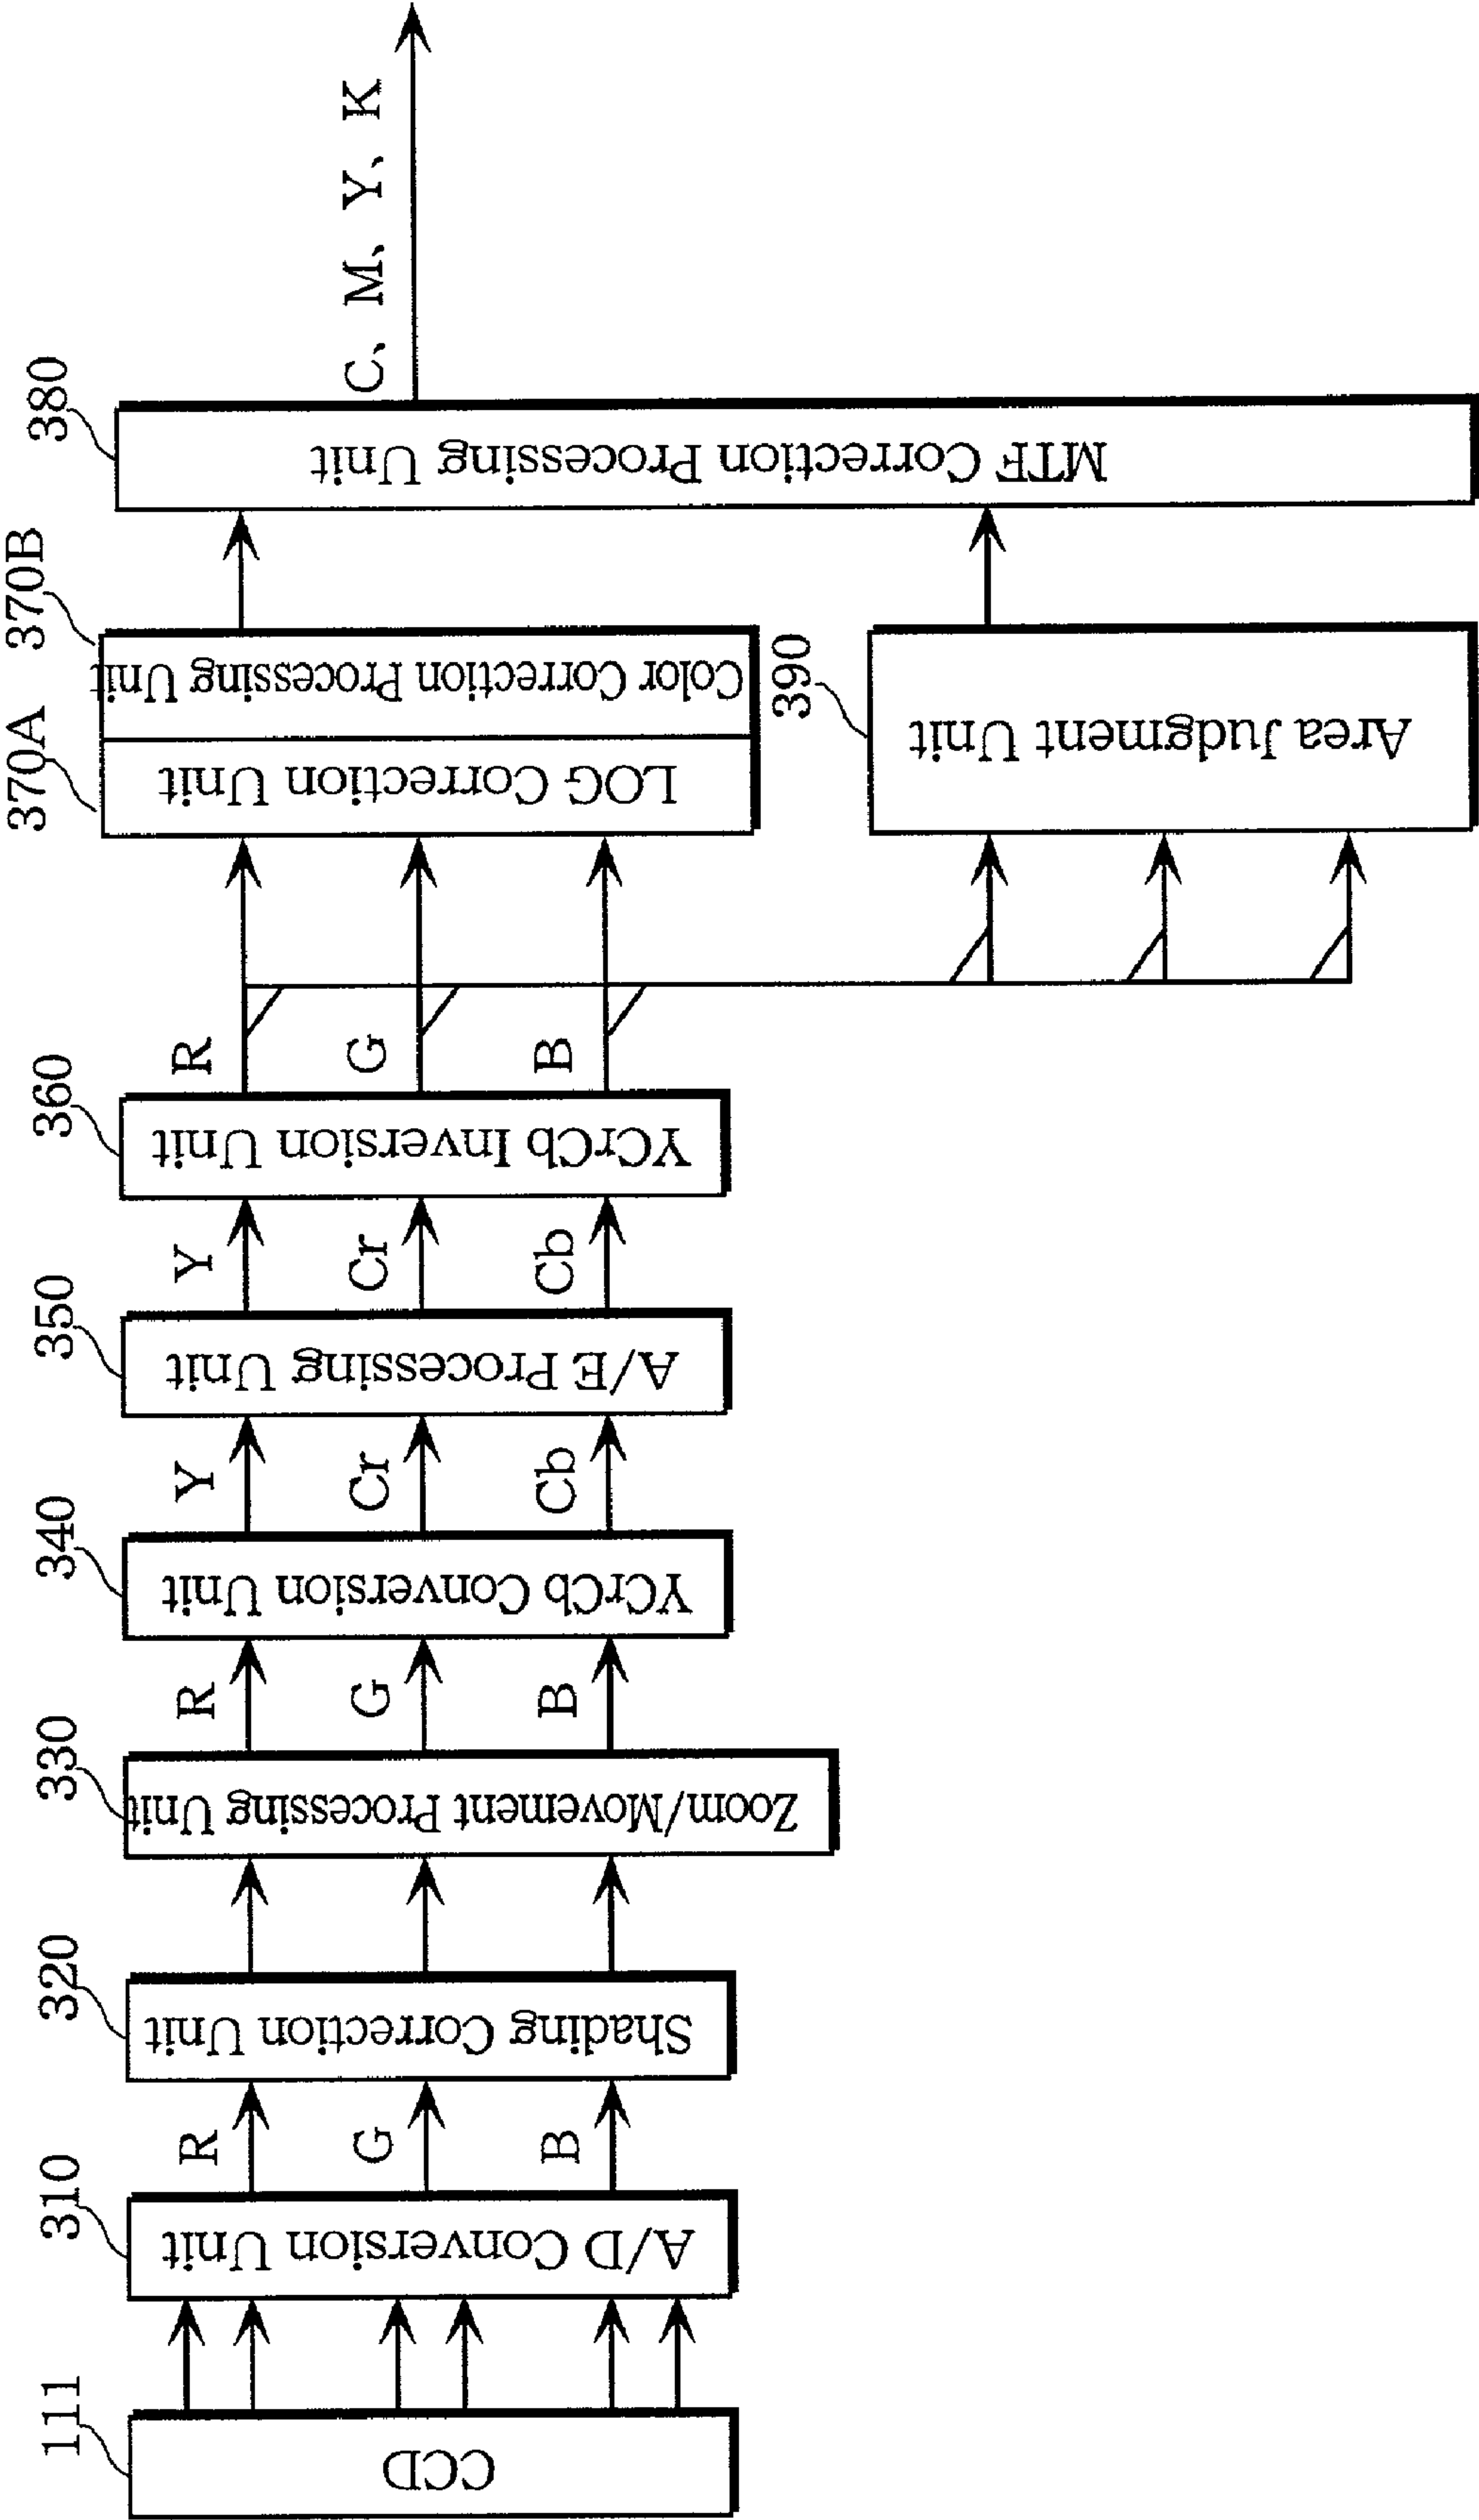 111
CCD
310
A/D Conversion Unit
R
G
B
320
Shading Correction Unit
330
Zoom/Movement Processing Unit
R
G
B
340
YCrCb Conversion Unit
Y
Cr
Cb
350
A/E Processing Unit
Y
Cr
Cb
360
YCrCb Inversion Unit
R
G
B
370A
LOG Correction Unit
370B
Color Correction Processing Unit
390
Area Judgment Unit
380
MTF Correction Processing Unit
C、M、Y、K